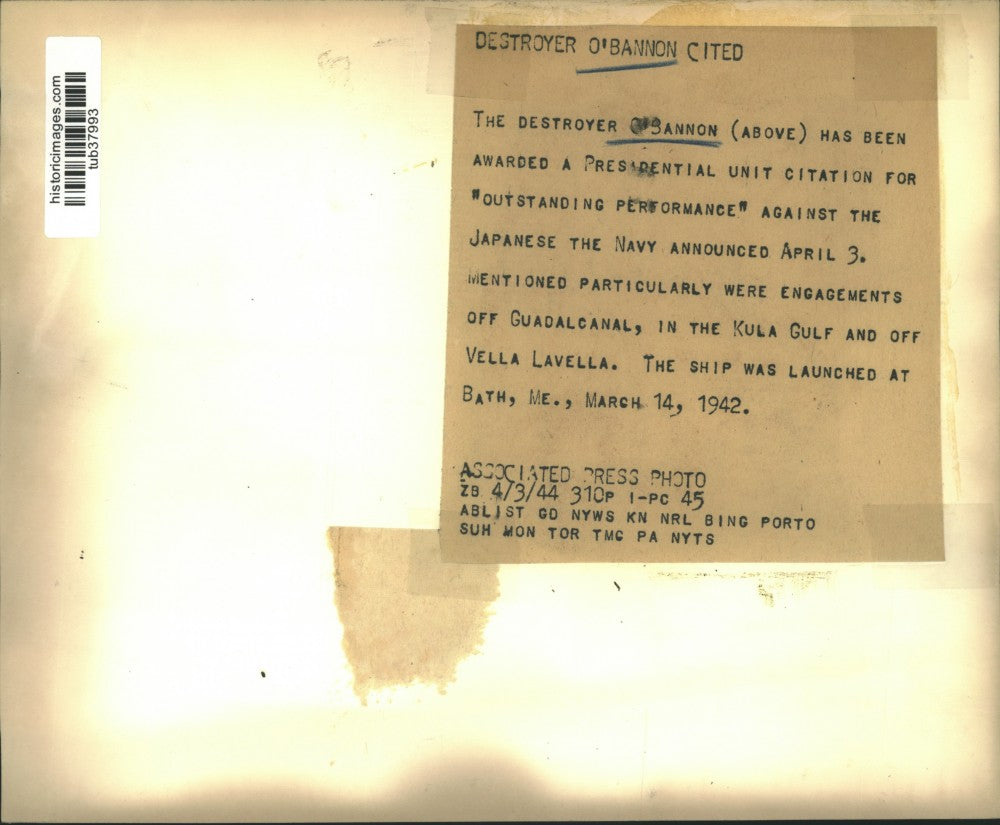 historicimages.com
tub37993
DESTROYER O'BANNON CITED
THE DESTROYER O'BANNON (ABOVE) HAS BEEN
AWARDED A PRESIDENTIAL UNIT CITATION FOR
"OUTSTANDING PERFORMANCE" AGAINST THE
JAPANESE THE NAVY ANNOUNCED APRIL 3.
MENTIONED PARTICULARLY WERE ENGAGEMENTS
OFF GUADALCANAL, IN THE KULA GULF AND OFF
VELLA LAVELLA. THE SHIP WAS LAUNCHED AT
BATH, ME., MARCH 14, 1942.
ASSOCIATED PRESS PHOTO
ZB 4/3/44 310P I-PC 45
ABLIST GD NYWS KN NRL BING PORTO
SUH MON TOR TMG PA NYTS